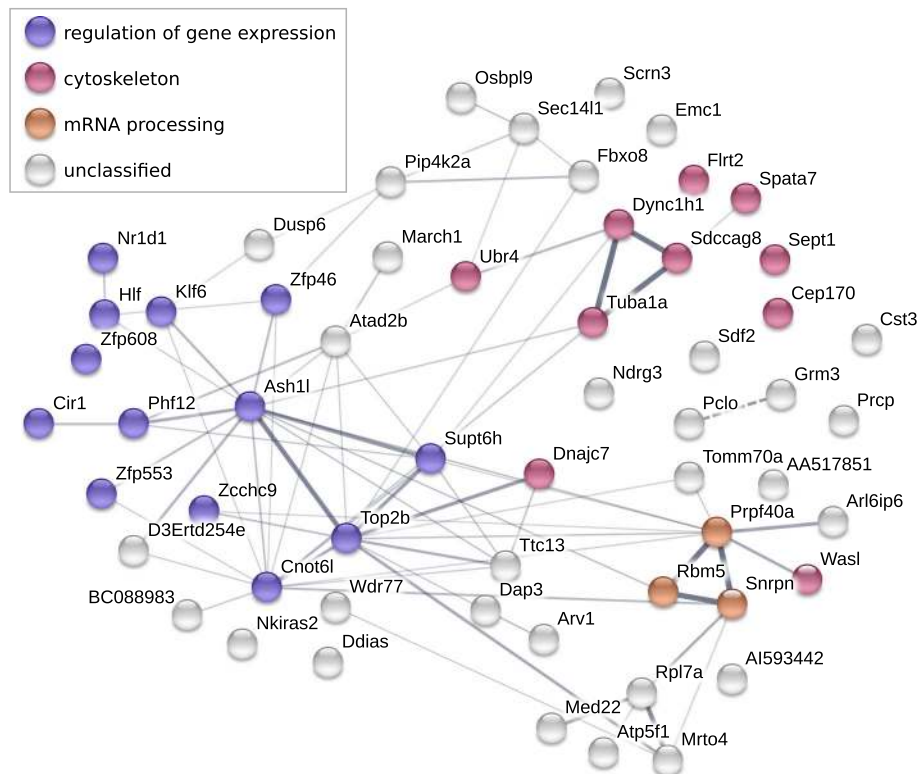 regulation of gene expression
cytoskeleton
mRNA processing
unclassified
Osbpl9
Scrn3
Sec14l1
Emc1
Pip4k2a
Fbxo8
Flrt2
Spata7
Dync1h1
Dusp6
Nr1d1
March1
Ubr4
Sdccag8
Sept1
Zfp46
Hlf
Klf6
Tuba1a
Cep170
Atad2b
Cst3
Zfp608
Sdf2
Ndrg3
Grm3
Ash1l
Cir1
Phf12
Pclo
Prcp
Supt6h
Dnajc7
Tomm70a
AA517851
Zfp553
Zcchc9
Arl6ip6
Prpf40a
Top2b
D3Ertd254e
Ttc13
Wasl
Cnot6l
Rbm5
Snrpn
Wdr77
Dap3
BC088983
Arv1
Nkiras2
Ddias
AI593442
Rpl7a
Med22
Atp5f1
Mrto4